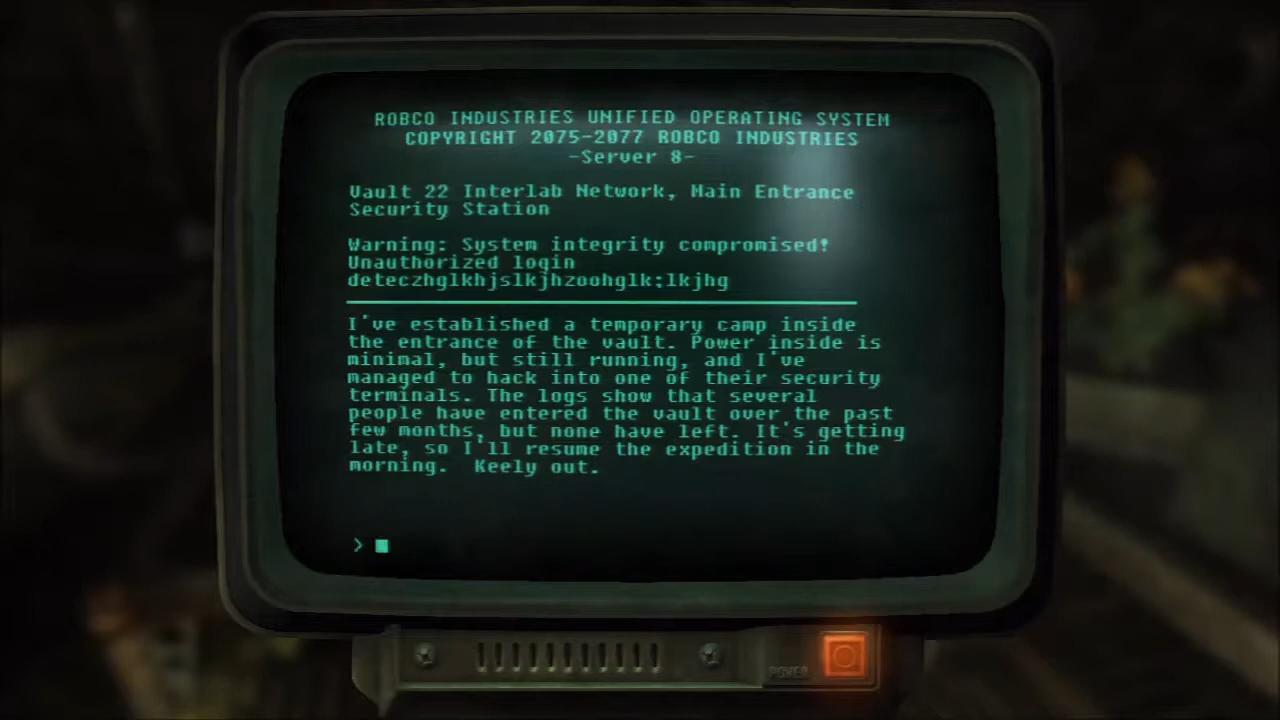 ROBCO INDUSTRIES UNIFIED OPERATING SYSTEM
COPYRIGHT 2075-2077 ROBCO INDUSTRIES
-Server 8-
Vault 22 Interlab Network, Main Entrance
Security Station
Warning: System integrity compromised!
Unauthorized login
deteczhglkhjslkjhzoohglk;lkjhg
I've established a temporary camp inside
the entrance of the vault. Power inside is
minimal, but still running, and I've
managed to hack into one of their security
terminals. The logs show that several
people have entered the vault over the past
few months, but none have left. It's getting
late, so I'll resume the expedition in the
morning.  Keely out.
>
POWER